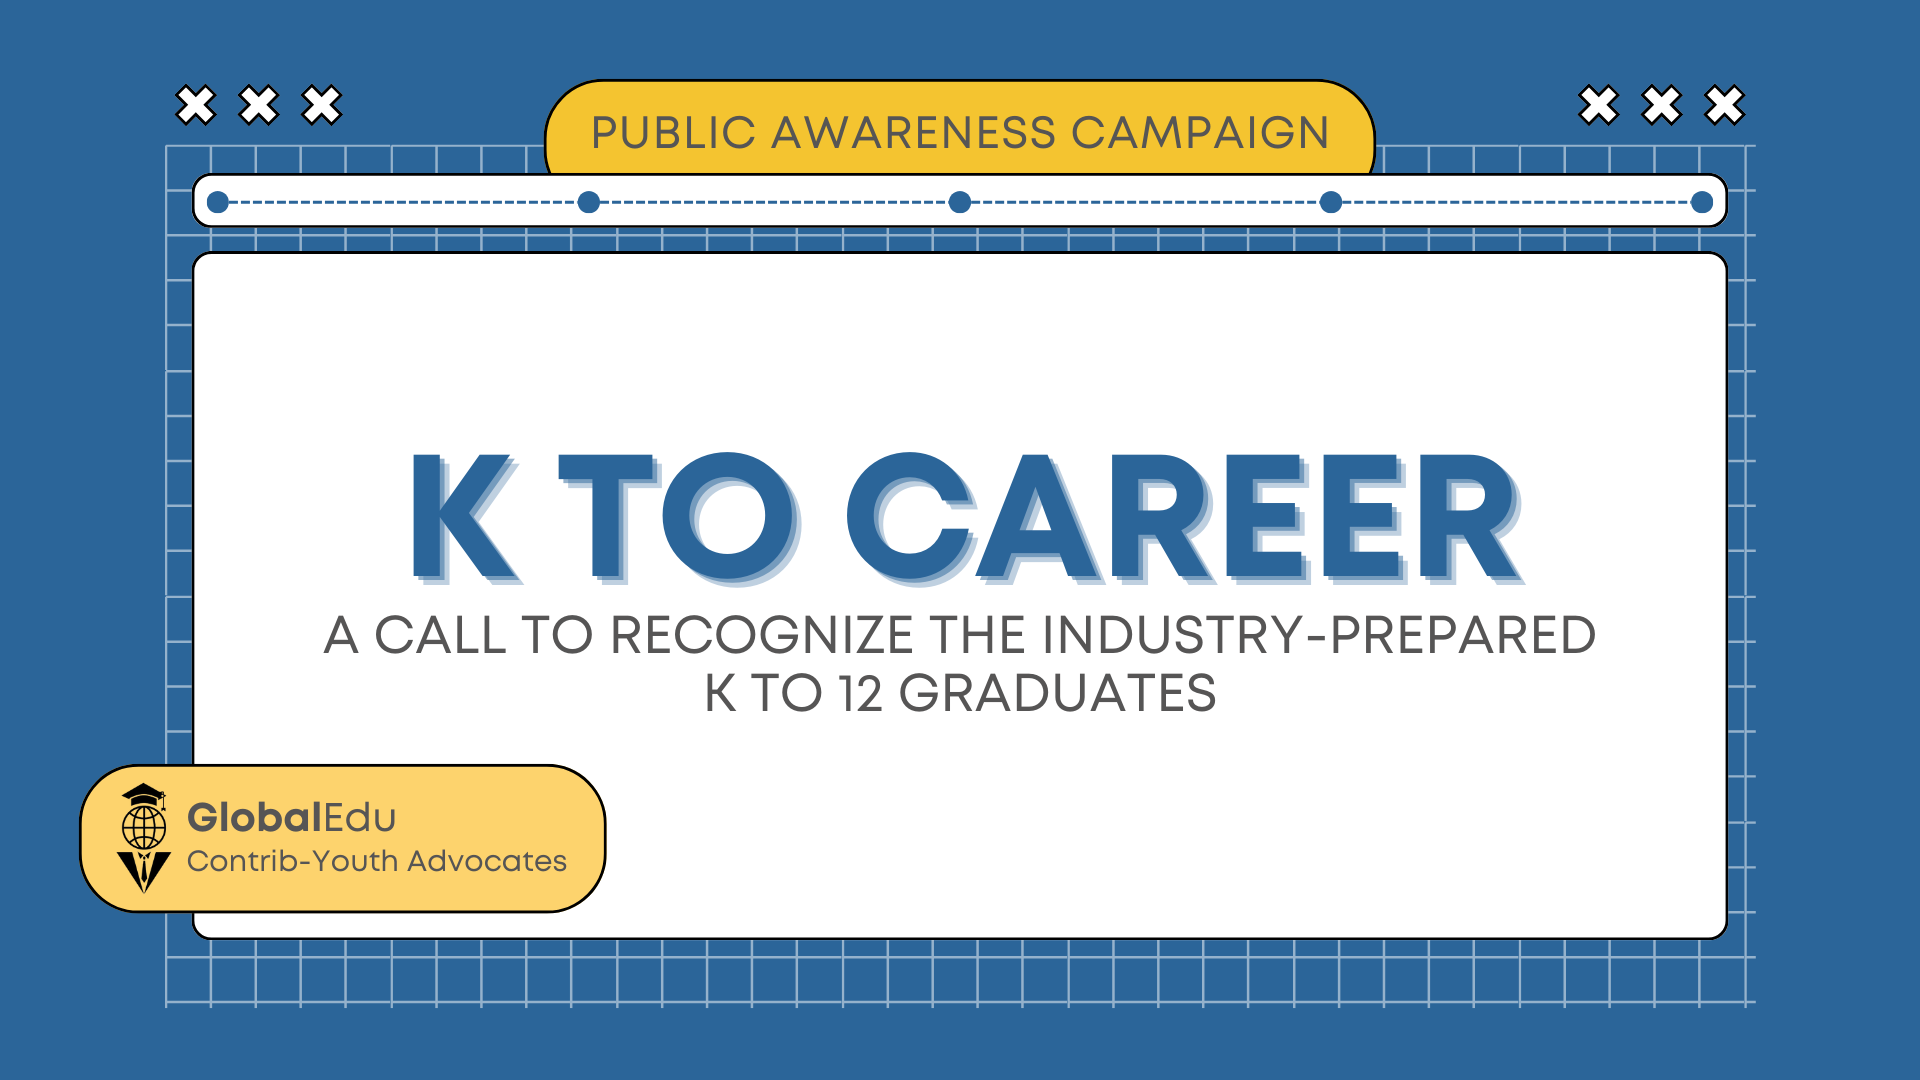 PUBLIC AWARENESS CAMPAIGN
K TO CAREER
A CALL TO RECOGNIZE THE INDUSTRY-PREPARED
K TO 12 GRADUATES
GlobalEdu
Contrib-Youth Advocates